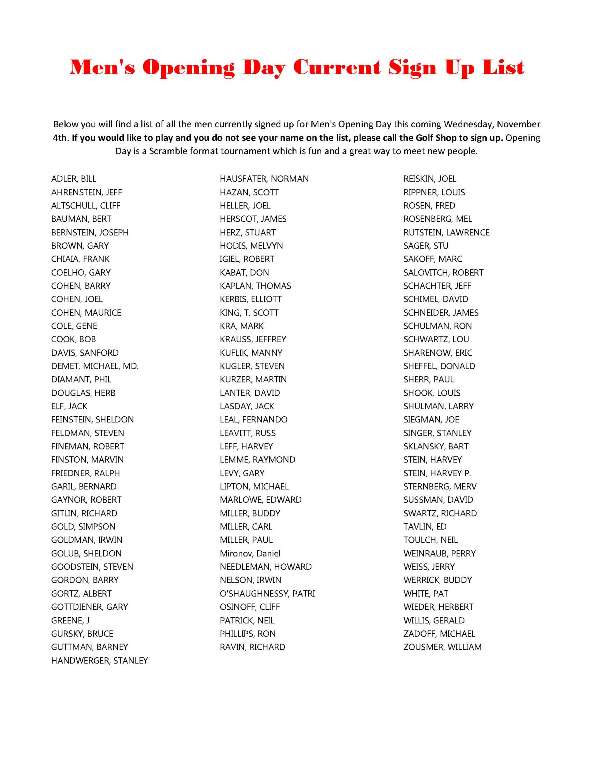 Men's Opening Day Current Sign Up List
Below you will find a list of all the men currently signed up for Men's Opening Day this coming Wednesday, November
4th. If you would like to play and you do not see your name on the list, please call the Golf Shop to sign up. Opening
Day is a Scramble format tournament which is fun and a great way to meet new people.
ADLER, BILL
AHRENSTEIN, JEFF
ALTSCHULL, CLIFF
BAUMAN, BERT
BERNSTEIN, JOSEPH
BROWN, GARY
CHIAIA, FRANK
COELHO, GARY
COHEN, BARRY
COHEN, JOEL
COHEN, MAURICE
COLE, GENE
COOK, BOB
DAVIS, SANFORD
DEMET, MICHAEL, MD.
DIAMANT, PHIL
DOUGLAS, HERB
ELF, JACK
FEINSTEIN, SHELDON
FELDMAN, STEVEN
FINEMAN, ROBERT
FINSTON, MARVIN
FRIEDNER, RALPH
GARIL, BERNARD
GAYNOR, ROBERT
GITLIN, RICHARD
GOLD, SIMPSON
GOLDMAN, IRWIN
GOLUB, SHELDON
GOODSTEIN, STEVEN
GORDON, BARRY
GORTZ, ALBERT
GOTTDIENER, GARY
GREENE, J
GURSKY, BRUCE
GUTTMAN, BARNEY
HANDWERGER, STANLEY
HAUSFATER, NORMAN
HAZAN, SCOTT
HELLER, JOEL
HERSCOT, JAMES
HERZ, STUART
HODIS, MELVYN
IGIEL, ROBERT
KABAT, DON
KAPLAN, THOMAS
KERBIS, ELLIOTT
KING, T. SCOTT
KRA, MARK
KRAUSS, JEFFREY
KUFLIK, MANNY
KUGLER, STEVEN
KURZER, MARTIN
LANTER, DAVID
LASDAY, JACK
LEAL, FERNANDO
LEAVITT, RUSS
LEFF, HARVEY
LEMME, RAYMOND
LEVY, GARY
LIPTON, MICHAEL
MARLOWE, EDWARD
MILLER, BUDDY
MILLER, CARL
MILLER, PAUL
Mironov, Daniel
NEEDLEMAN, HOWARD
NELSON, IRWIN
O'SHAUGHNESSY, PATRI
OSINOFF, CLIFF
PATRICK, NEIL
PHILLIPS, RON
RAVIN, RICHARD
REISKIN, JOEL
RIPPNER, LOUIS
ROSEN, FRED
ROSENBERG, MEL
RUTSTEIN, LAWRENCE
SAGER, STU
SAKOFF, MARC
SALOVITCH, ROBERT
SCHACHTER, JEFF
SCHIMEL, DAVID
SCHNEIDER, JAMES
SCHULMAN, RON
SCHWARTZ, LOU
SHARENOW, ERIC
SHEFFEL, DONALD
SHERR, PAUL
SHOOK, LOUIS
SHULMAN, LARRY
SIEGMAN, JOE
SINGER, STANLEY
SKLANSKY, BART
STEIN, HARVEY
STEIN, HARVEY P.
STERNBERG, MERV
SUSSMAN, DAVID
SWARTZ, RICHARD
TAVLIN, ED
TOULCH, NEIL
WEINRAUB, PERRY
WEISS, JERRY
WERRICK, BUDDY
WHITE, PAT
WIEDER, HERBERT
WILLIS, GERALD
ZADOFF, MICHAEL
ZOUSMER, WILLIAM